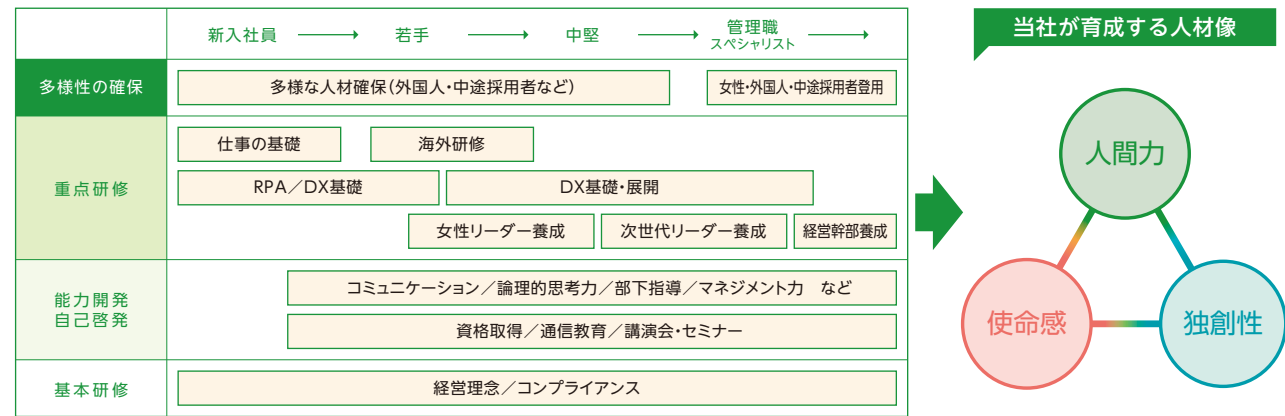 新入社員 → 若手 → 中堅 → 管理職 →
スペシャリスト
当社が育成する人材像
多様性の確保
多様な人材確保(外国人・中途採用者など)
女性・外国人・中途採用者登用
重点研修
仕事の基礎
海外研修
RPA/DX基礎
DX基礎・展開
女性リーダー養成
次世代リーダー養成
経営幹部養成
能力開発
自己啓発
コミュニケーション/論理的思考力/部下指導/マネジメント力 など
資格取得/通信教育/講演会・セミナー
基本研修
経営理念/コンプライアンス
人間力
使命感
独創性